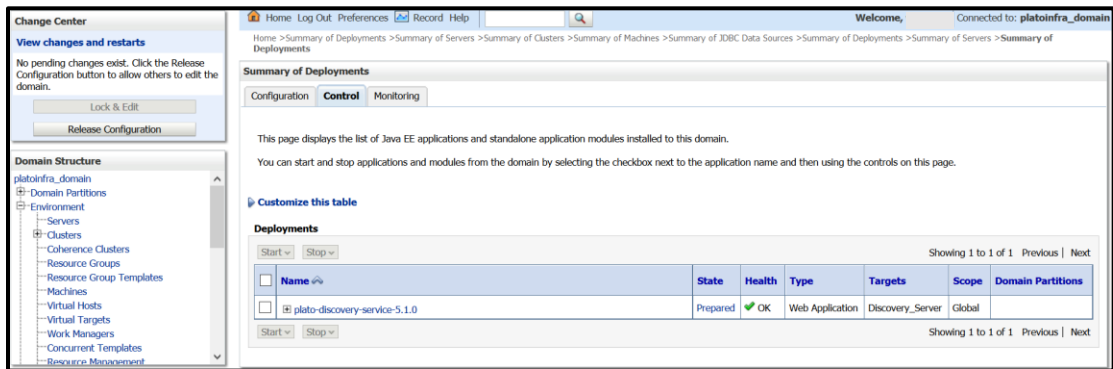 Change Center
View changes and restarts
No pending changes exist. Click the Release
Configuration button to allow others to edit the
domain.
Lock & Edit
Release Configuration
Domain Structure
platoinfra_domain
Domain Partitions
Environment
Servers
Clusters
Coherence Clusters
Resource Groups
Resource Group Templates
Machines
Virtual Hosts
Virtual Targets
Work Managers
Concurrent Templates
Resource Management
Home Log Out Preferences Record Help
Welcome, Connected to: platoinfra_domain
Home >Summary of Deployments >Summary of Servers >Summary of Clusters >Summary of Machines >Summary of JDBC Data Sources >Summary of Deployments >Summary of Servers >Summary of
Deployments
Summary of Deployments
Configuration Control Monitoring
This page displays the list of Java EE applications and standalone application modules installed to this domain.
You can start and stop applications and modules from the domain by selecting the checkbox next to the application name and then using the controls on this page.
Customize this table
Deployments
Start Stop Showing 1 to 1 of 1 Previous | Next
Name State Health Type Targets Scope Domain Partitions
plato-discovery-service-5.1.0 Prepared OK Web Application Discovery_Server Global
Start Stop Showing 1 to 1 of 1 Previous | Next